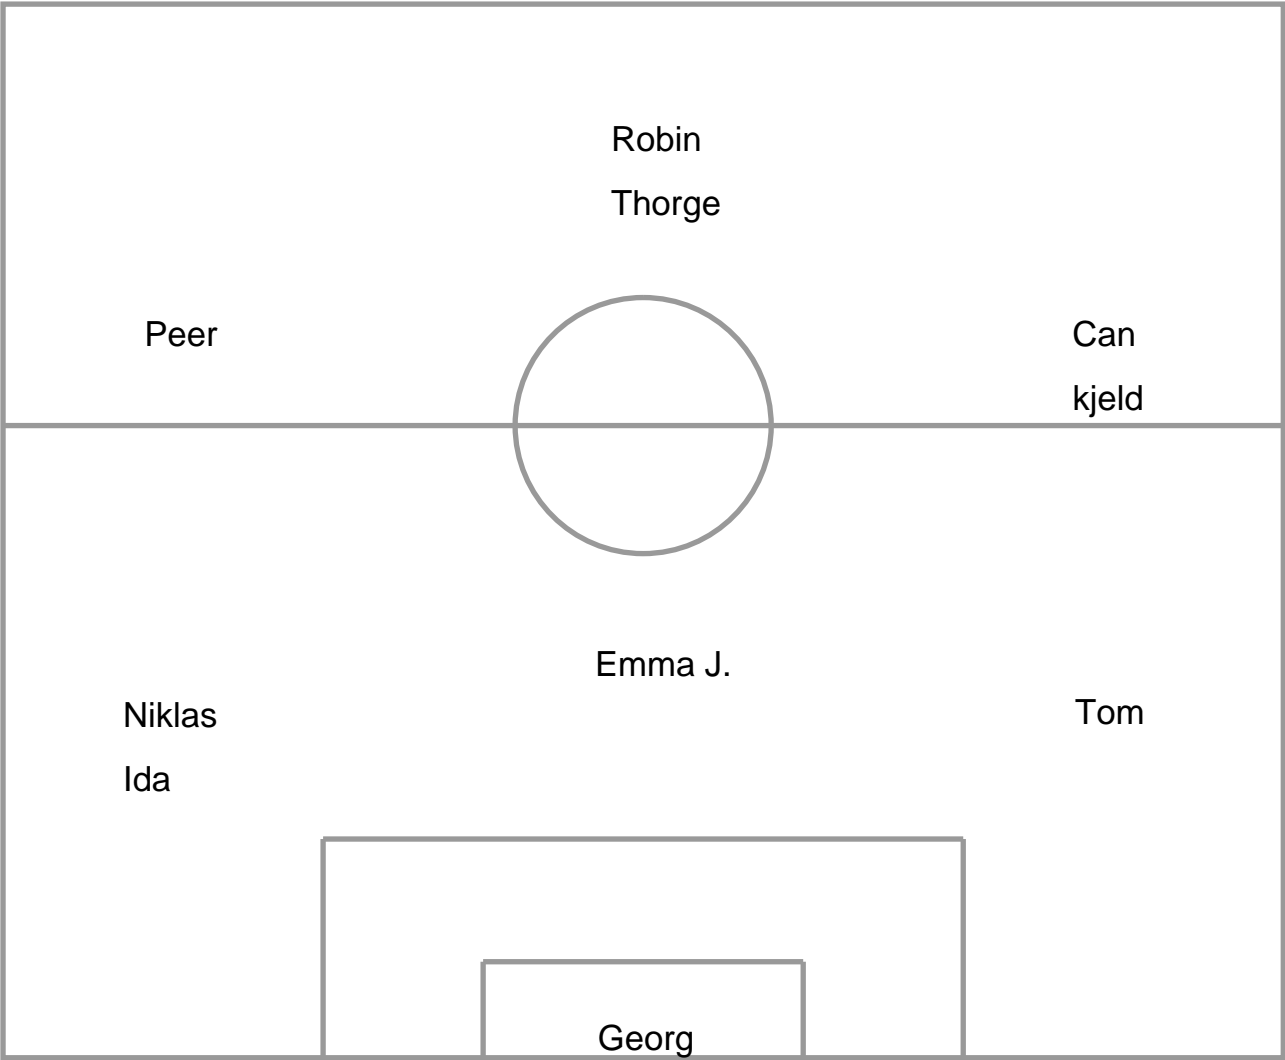 Robin
Thorge
Peer
Can
kjeld
Emma J.
Niklas
Tom
Ida
Georg